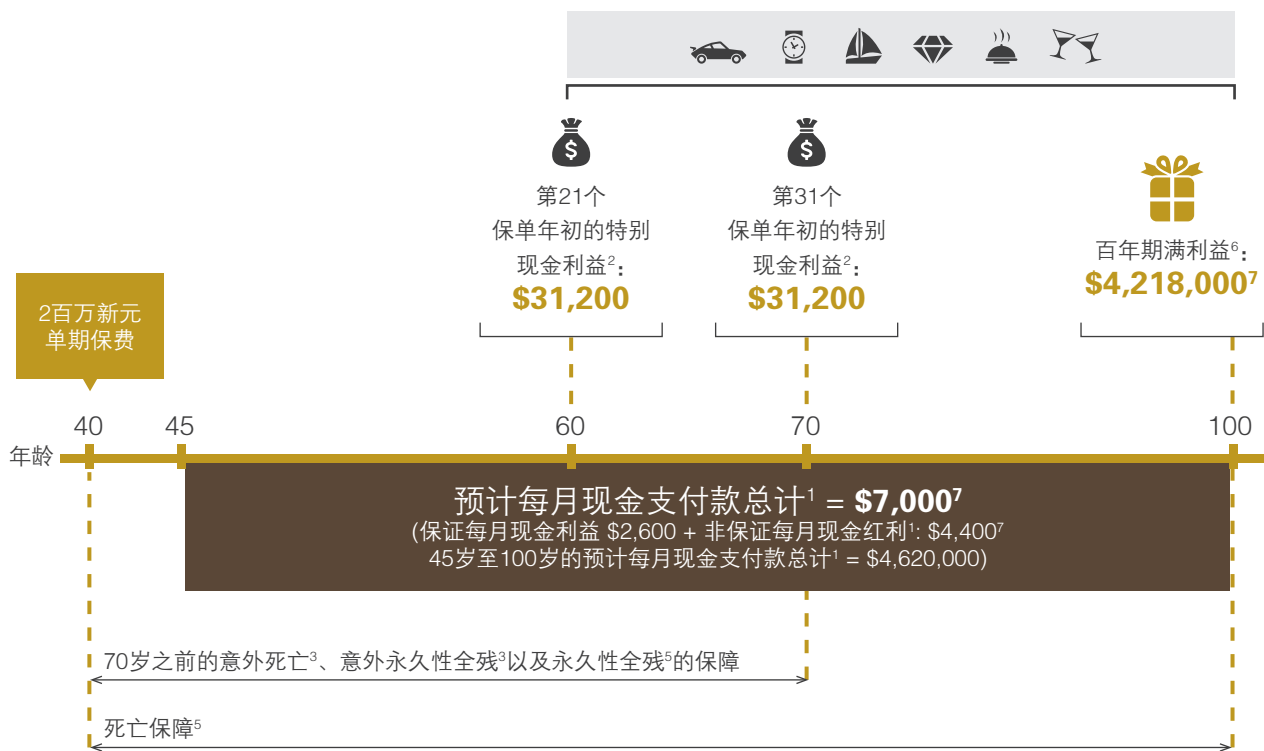 $
$
第21个
保单年初的特别
现金利益²:
$31,200
第31个
保单年初的特别
现金利益²:
$31,200
百年期满利益⁶:
$4,218,000⁷
2百万新元
单期保费
40
45
60
70
100
年龄
预计每月现金支付款总计¹ = $7,000⁷
(保证每月现金利益 $2,600 + 非保证每月现金红利¹: $4,400⁷
45岁至100岁的预计每月现金支付款总计¹ = $4,620,000)
70岁之前的意外死亡³、意外永久性全残³以及永久性全残⁵的保障
死亡保障⁵